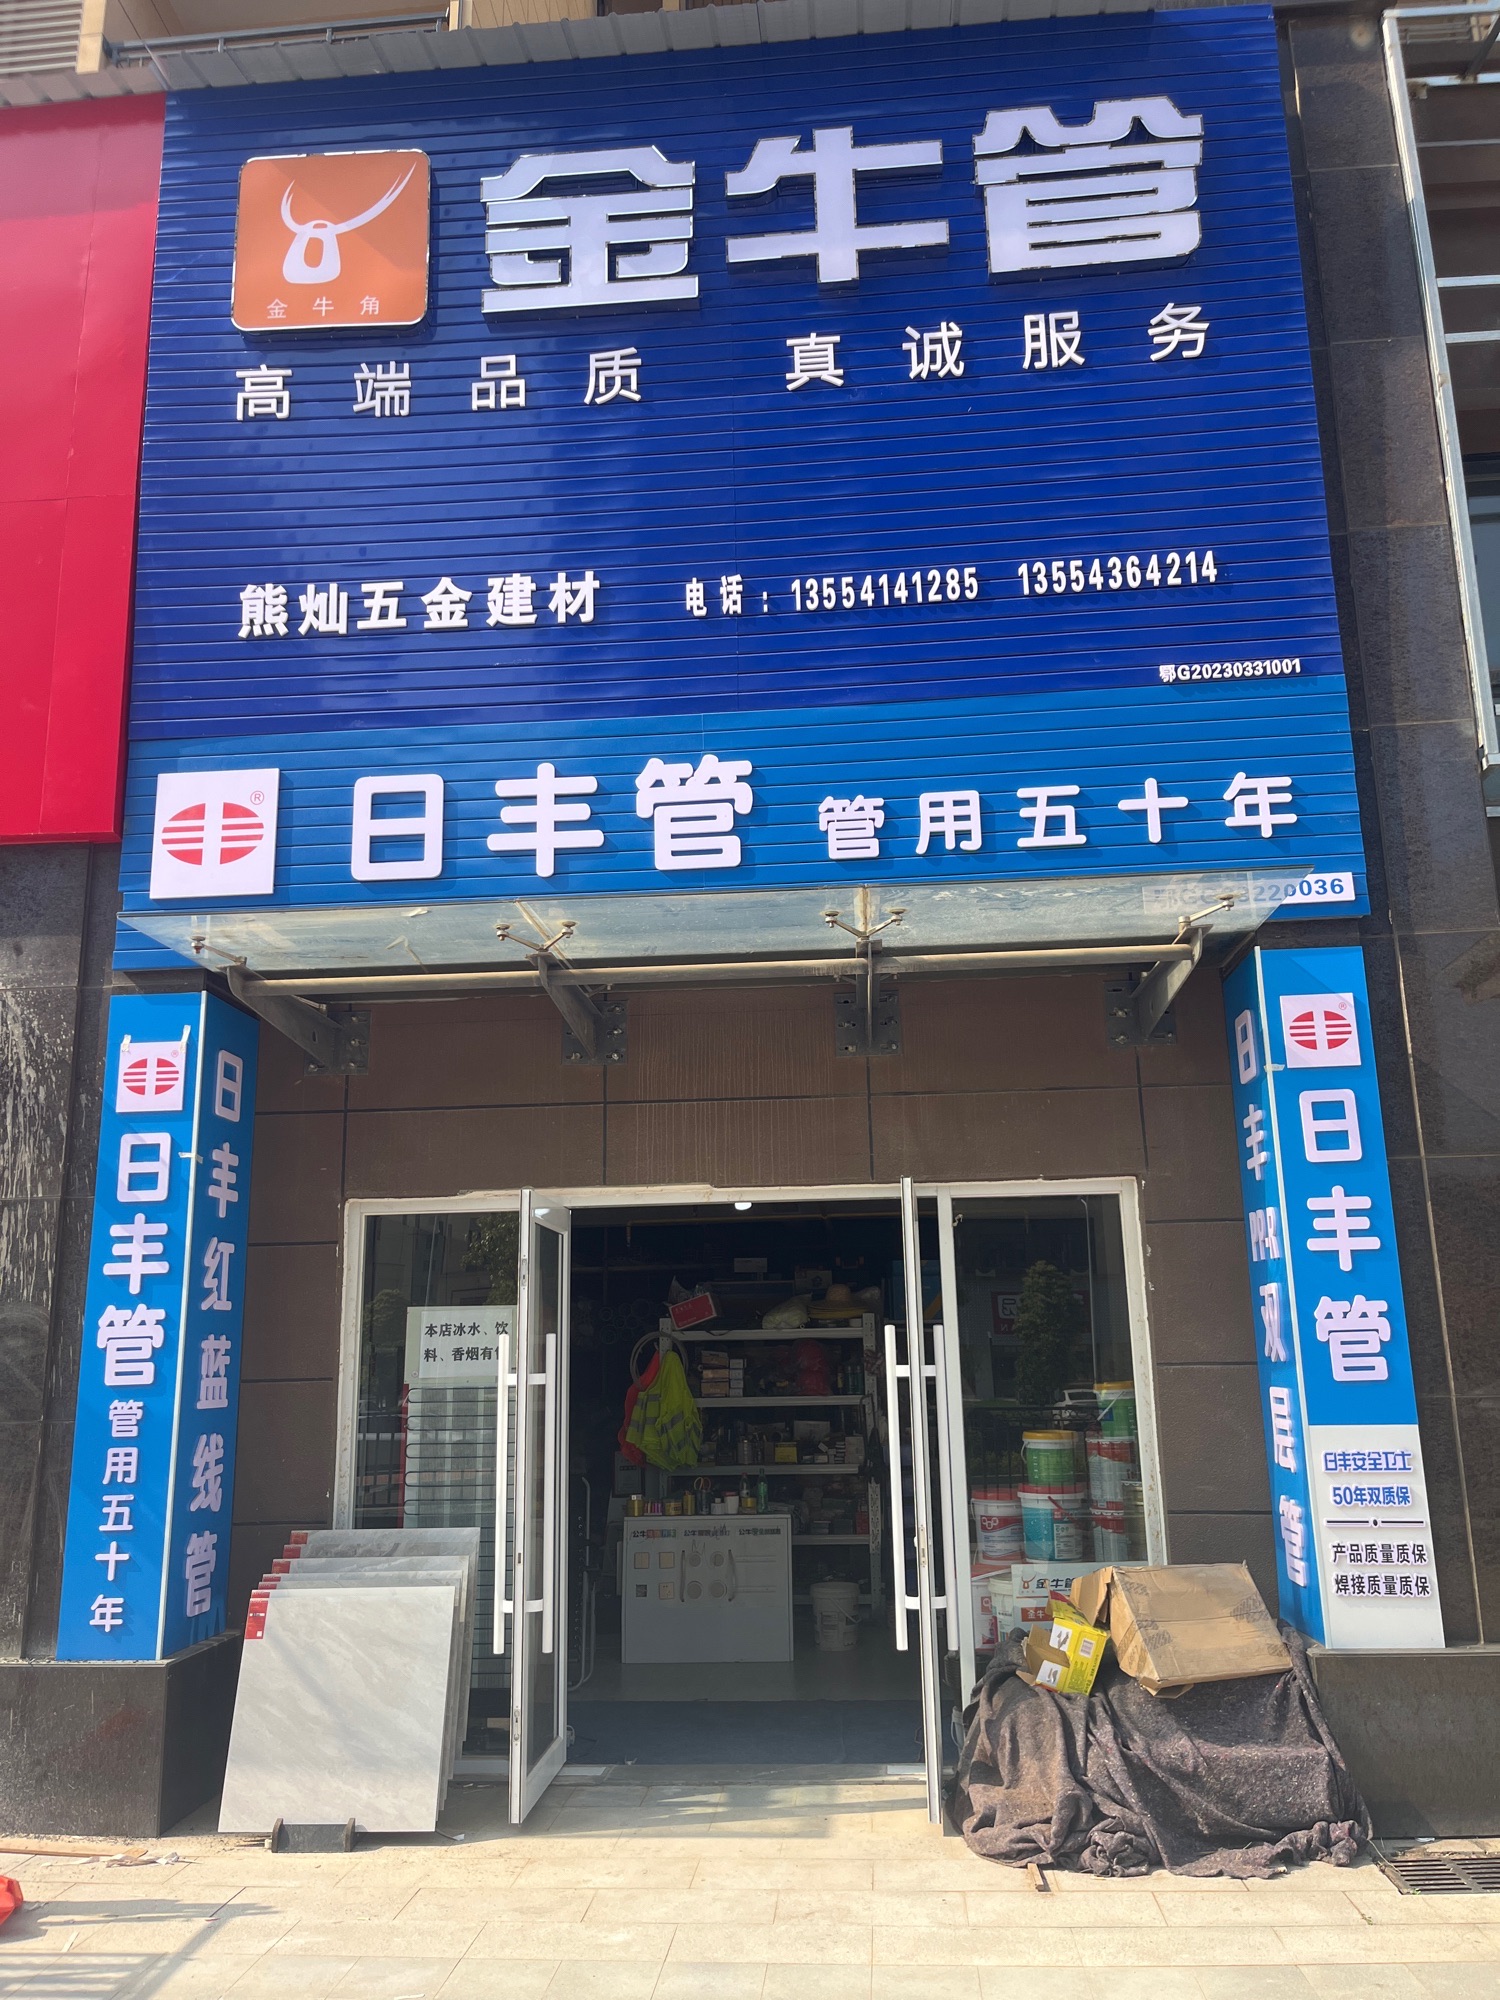 金牛角
金牛管
高端品质 真诚服务
熊灿五金建材 电话：13554141285 13554364214
鄂G20230331001
日丰管 管用五十年
日丰管 管用五十年
日丰红蓝线管
日丰PPR双层管
日丰管
日丰安全卫士
50年双质保
产品质量质保
焊接质量质保
本店冰水、饮
料、香烟有
金牛管